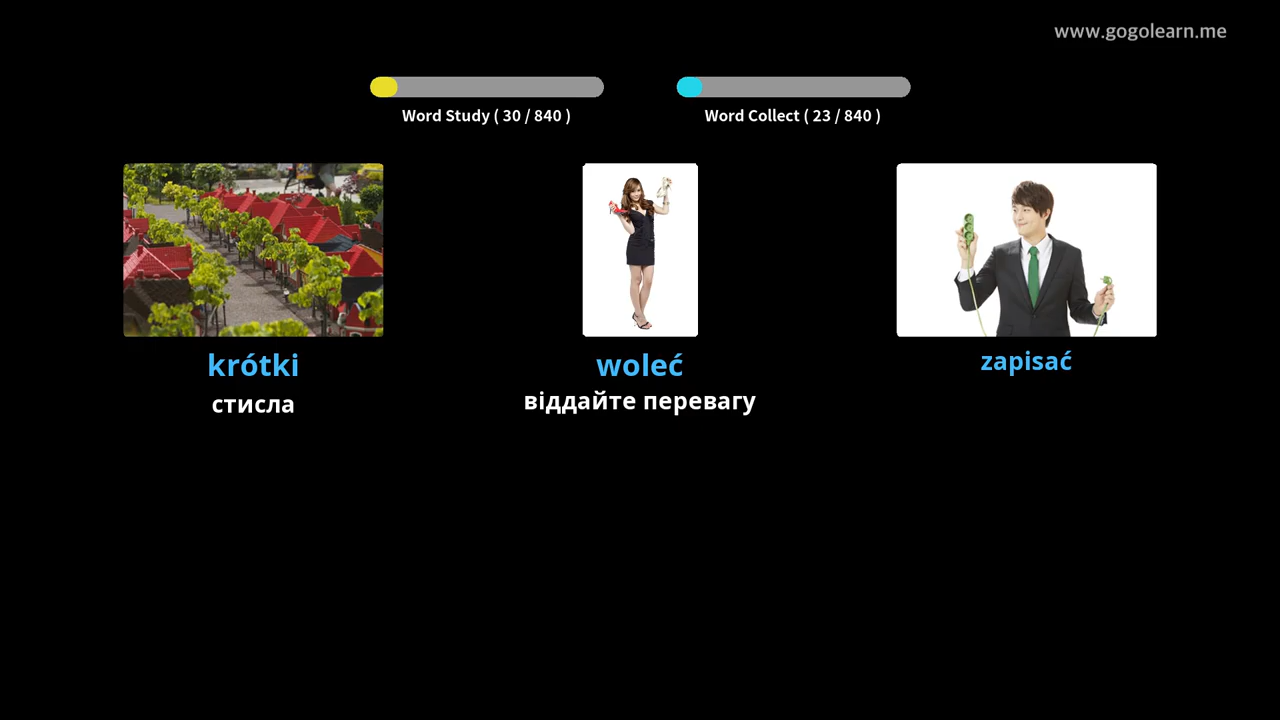 www.gogolearn.me
Word Study ( 30 / 840 )
Word Collect ( 23 / 840 )
krótki
стисла
woleć
віддайте перевагу
zapisać